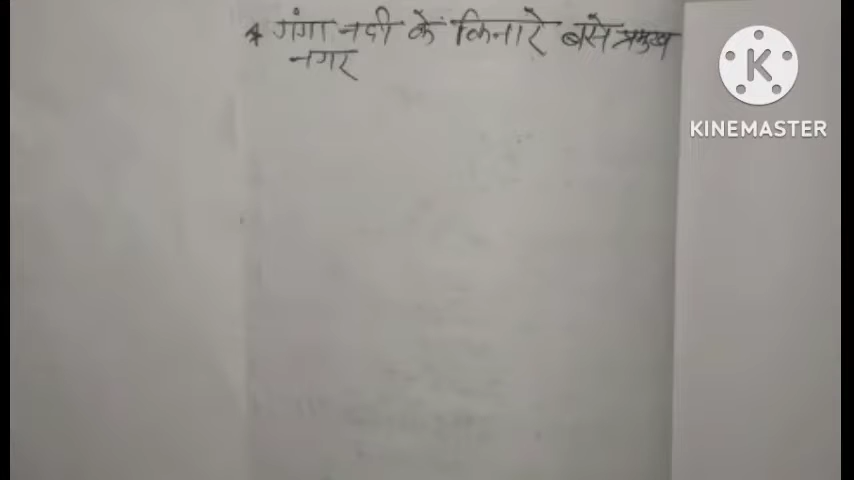 * गंगा नदी के किनारे बसे प्रमुख
नगर
K
KINEMASTER